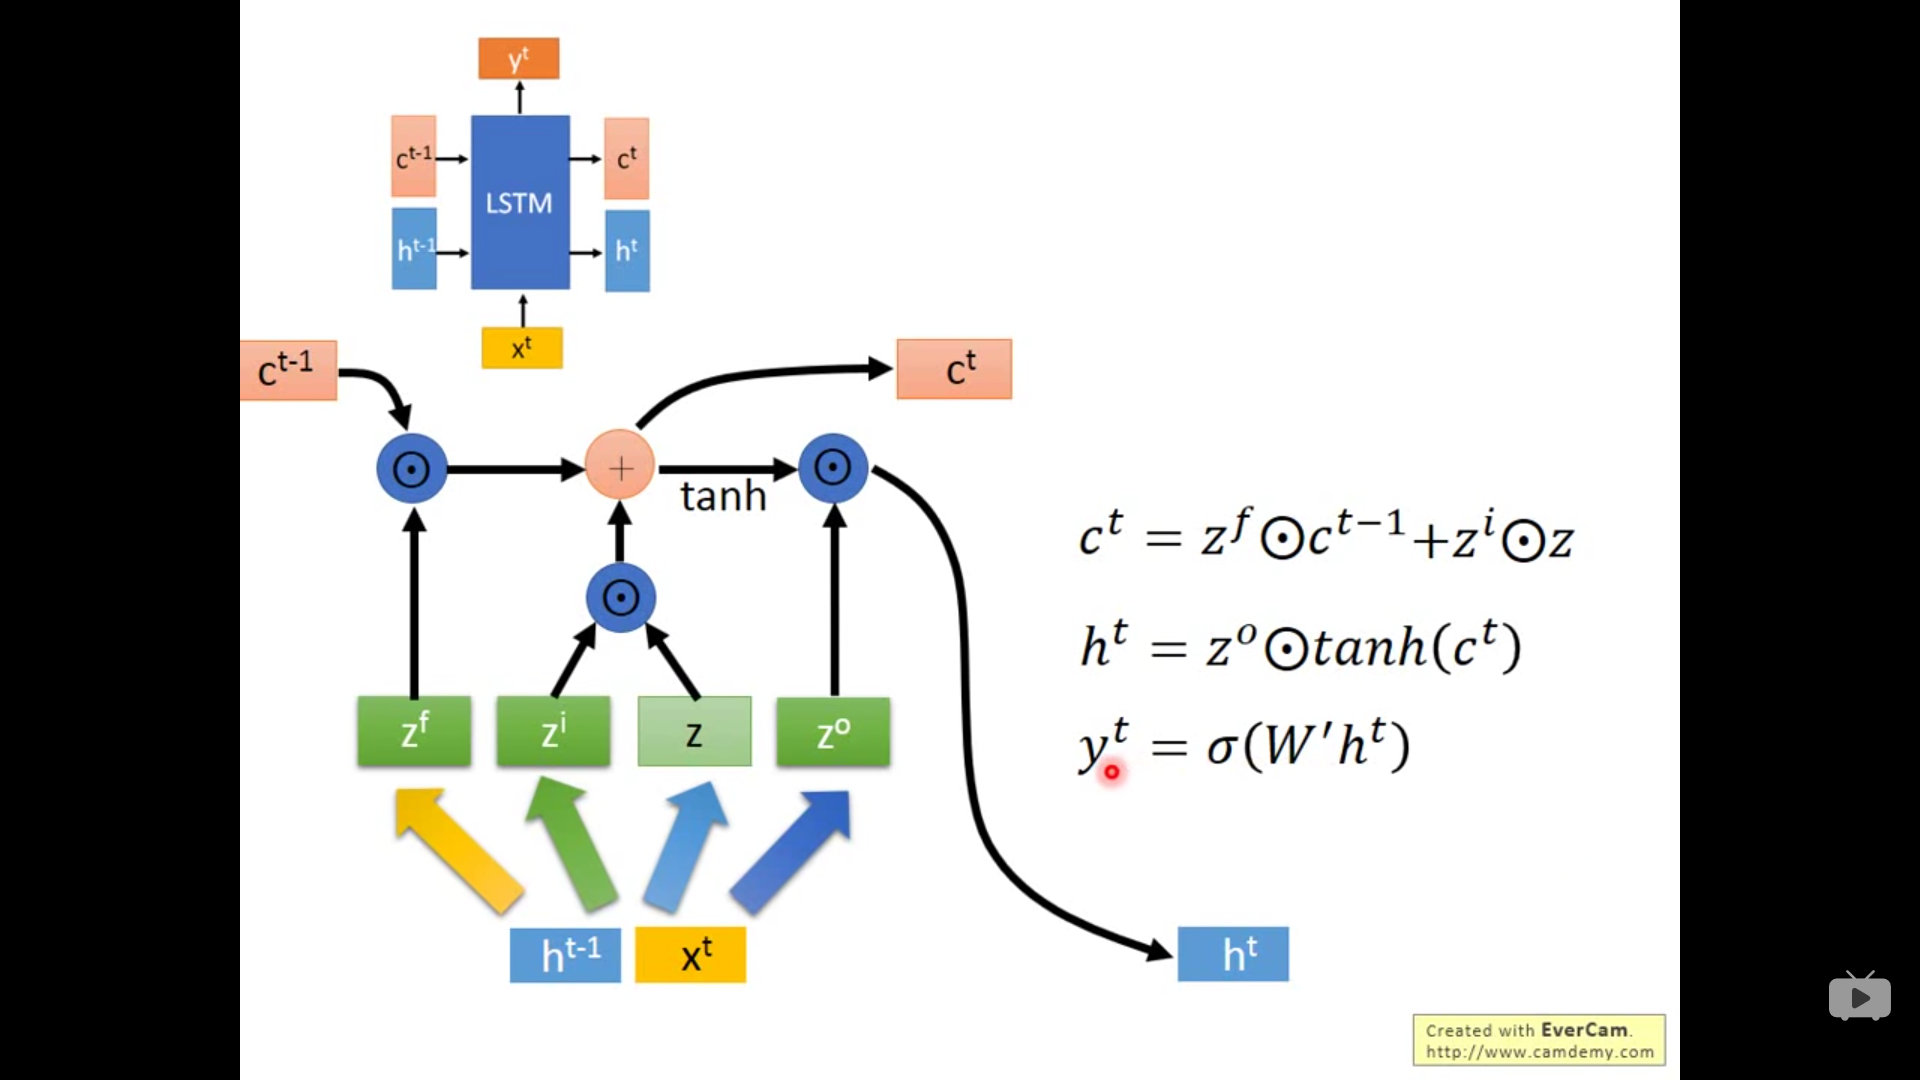 yᵗ
cᵗ⁻¹ LSTM cᵗ
hᵗ⁻¹ hᵗ
xᵗ
cᵗ⁻¹ cᵗ
+
tanh
cᵗ = zᶠ⊙cᵗ⁻¹+zⁱ⊙z
hᵗ = zᵒ⊙tanh(cᵗ)
yᵗ = σ(W′hᵗ)
zᶠ zⁱ z zᵒ
hᵗ⁻¹ xᵗ hᵗ
Created with EverCam.
http://www.camdemy.com